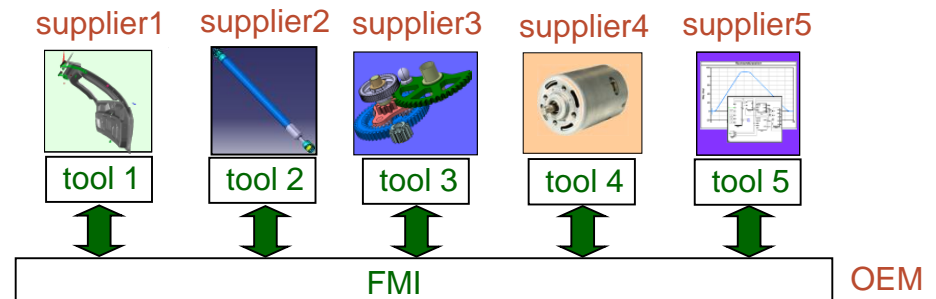 supplier1 supplier2 supplier3 supplier4 supplier5
tool 1 tool 2 tool 3 tool 4 tool 5
FMI
OEM